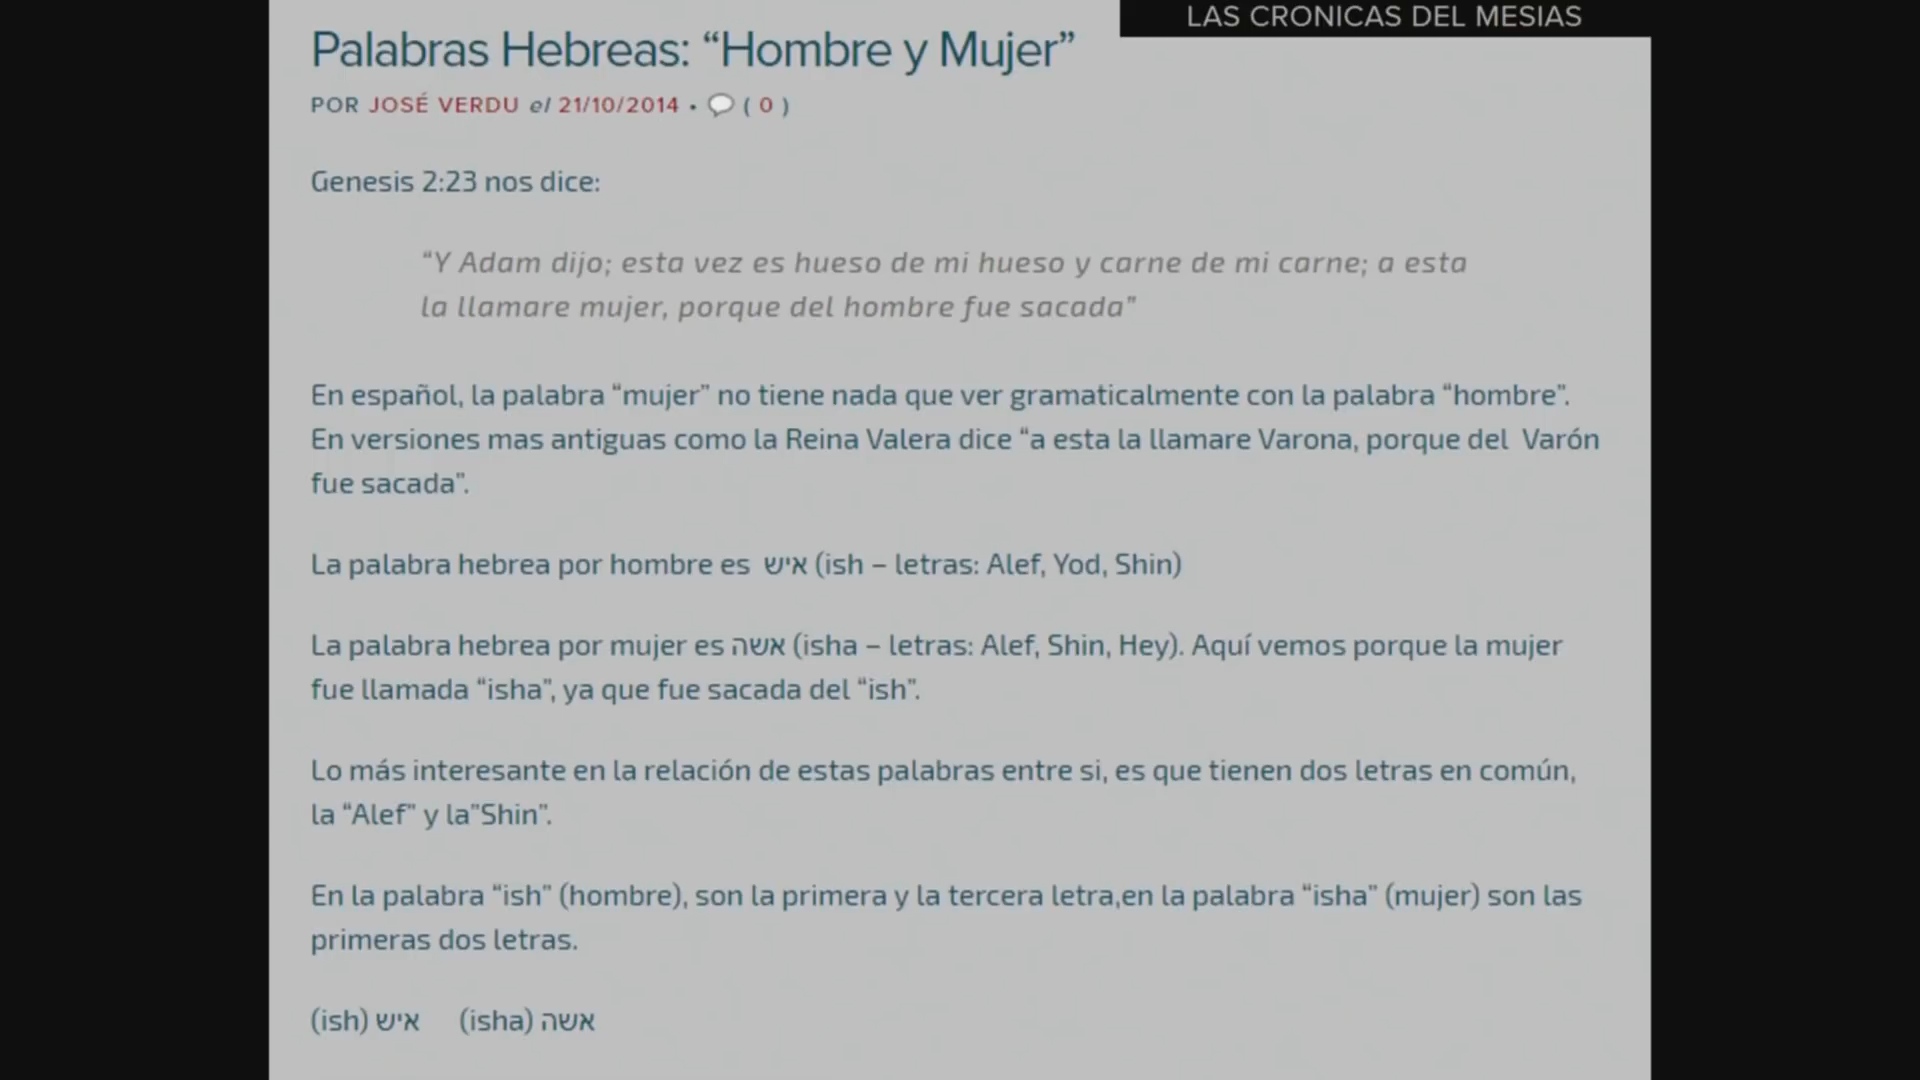 LAS CRONICAS DEL MESIAS
Palabras Hebreas: “Hombre y Mujer”
POR JOSÉ VERDU el 21/10/2014 • ( 0 )
Genesis 2:23 nos dice:
“Y Adam dijo; esta vez es hueso de mi hueso y carne de mi carne; a esta
la llamare mujer, porque del hombre fue sacada”
En español, la palabra “mujer” no tiene nada que ver gramaticalmente con la palabra “hombre”.
En versiones mas antiguas como la Reina Valera dice “a esta la llamare Varona, porque del Varón
fue sacada”.
La palabra hebrea por hombre es איש (ish – letras: Alef, Yod, Shin)
La palabra hebrea por mujer es אשה (isha – letras: Alef, Shin, Hey). Aquí vemos porque la mujer
fue llamada “isha”, ya que fue sacada del “ish”.
Lo más interesante en la relación de estas palabras entre si, es que tienen dos letras en común,
la “Alef” y la”Shin”.
En la palabra “ish” (hombre), son la primera y la tercera letra,en la palabra “isha” (mujer) son las
primeras dos letras.
(ish) איש (isha) אשה